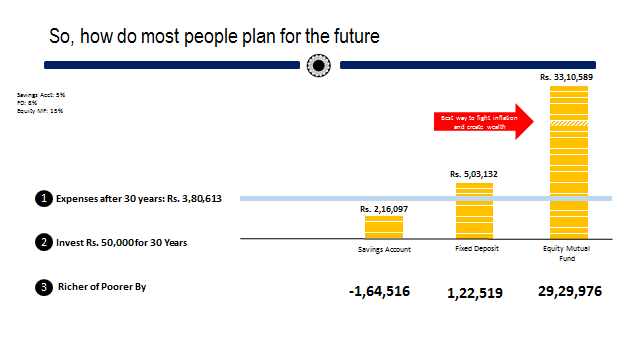 So, how do most people plan for the future
Savings Acct: 5%
FD: 8%
Equity MF: 15%
Rs. 33,10,589
Best way to fight inflation
and create wealth
Rs. 5,03,132
1 Expenses after 30 years: Rs. 3,80,613
Rs. 2,16,097
2 Invest Rs. 50,000 for 30 Years
Savings Account
Fixed Deposit
Equity Mutual
Fund
3 Richer of Poorer By
-1,64,516
1,22,519
29,29,976